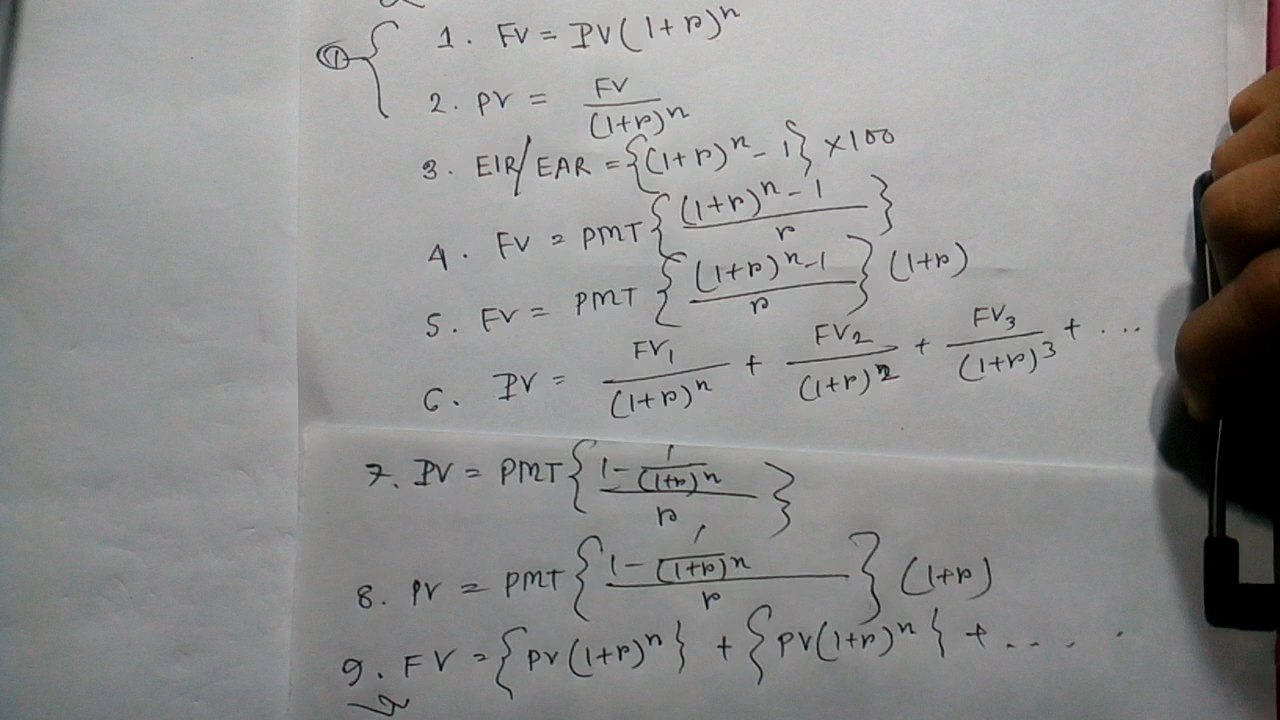 ① { 1. FV = PV(1+r)^n
2. PV = FV/(1+r)^n
3. EIR/EAR = {(1+r)^n - 1} ×100
4. FV = PMT {((1+r)^n - 1)/r}
5. FV = PMT {((1+r)^n - 1)/r} (1+r)
6. PV = FV₁/(1+r)^n + FV₂/(1+r)^2 + FV₃/(1+r)^3 + ...
7. PV = PMT {(1 - 1/(1+r)^n)/r}
8. PV = PMT {(1 - 1/(1+r)^n)/r} (1+r)
9. FV = {PV(1+r)^n} + {PV(1+r)^n} + ....